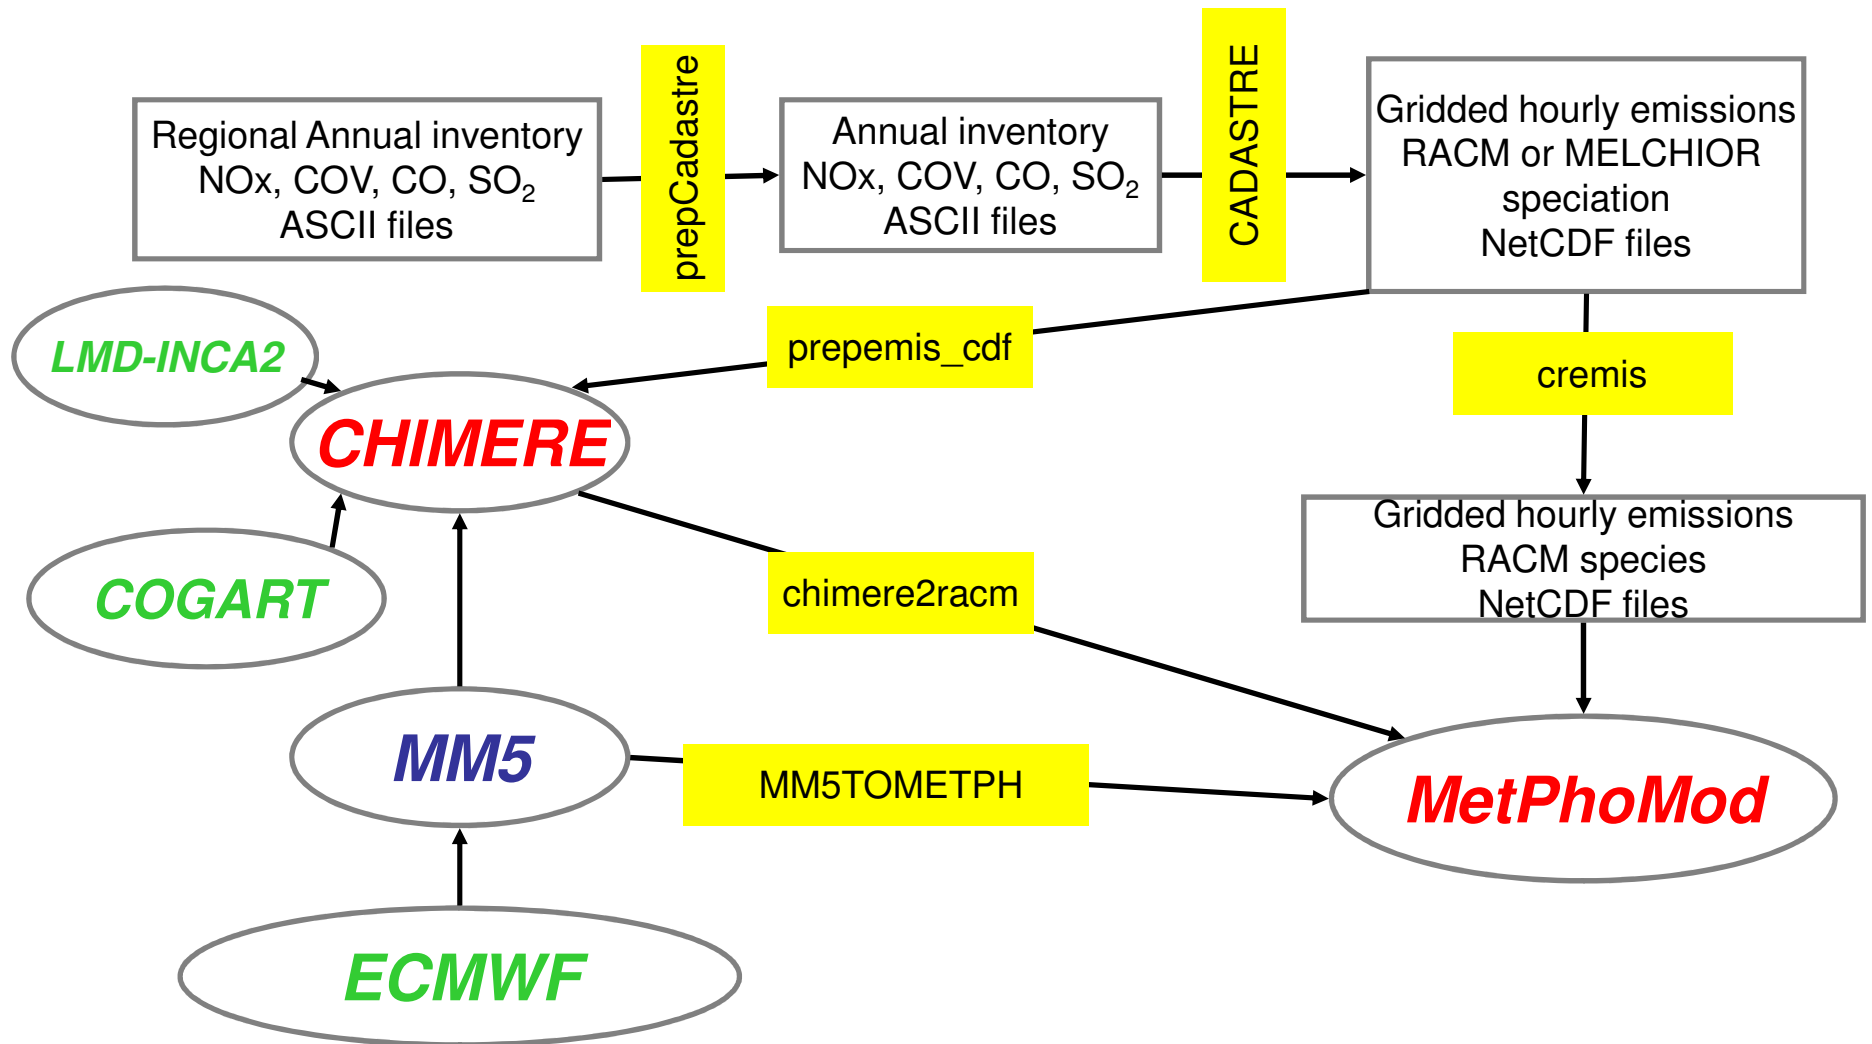 Regional Annual inventory
NOx, COV, CO, SO₂
ASCII files
prepCadastre
Annual inventory
NOx, COV, CO, SO₂
ASCII files
CADASTRE
Gridded hourly emissions
RACM or MELCHIOR
speciation
NetCDF files
LMD-INCA2
prepemis_cdf
cremis
CHIMERE
Gridded hourly emissions
RACM species
NetCDF files
COGART
chimere2racm
MM5
MM5TOMETPH
MetPhoMod
ECMWF